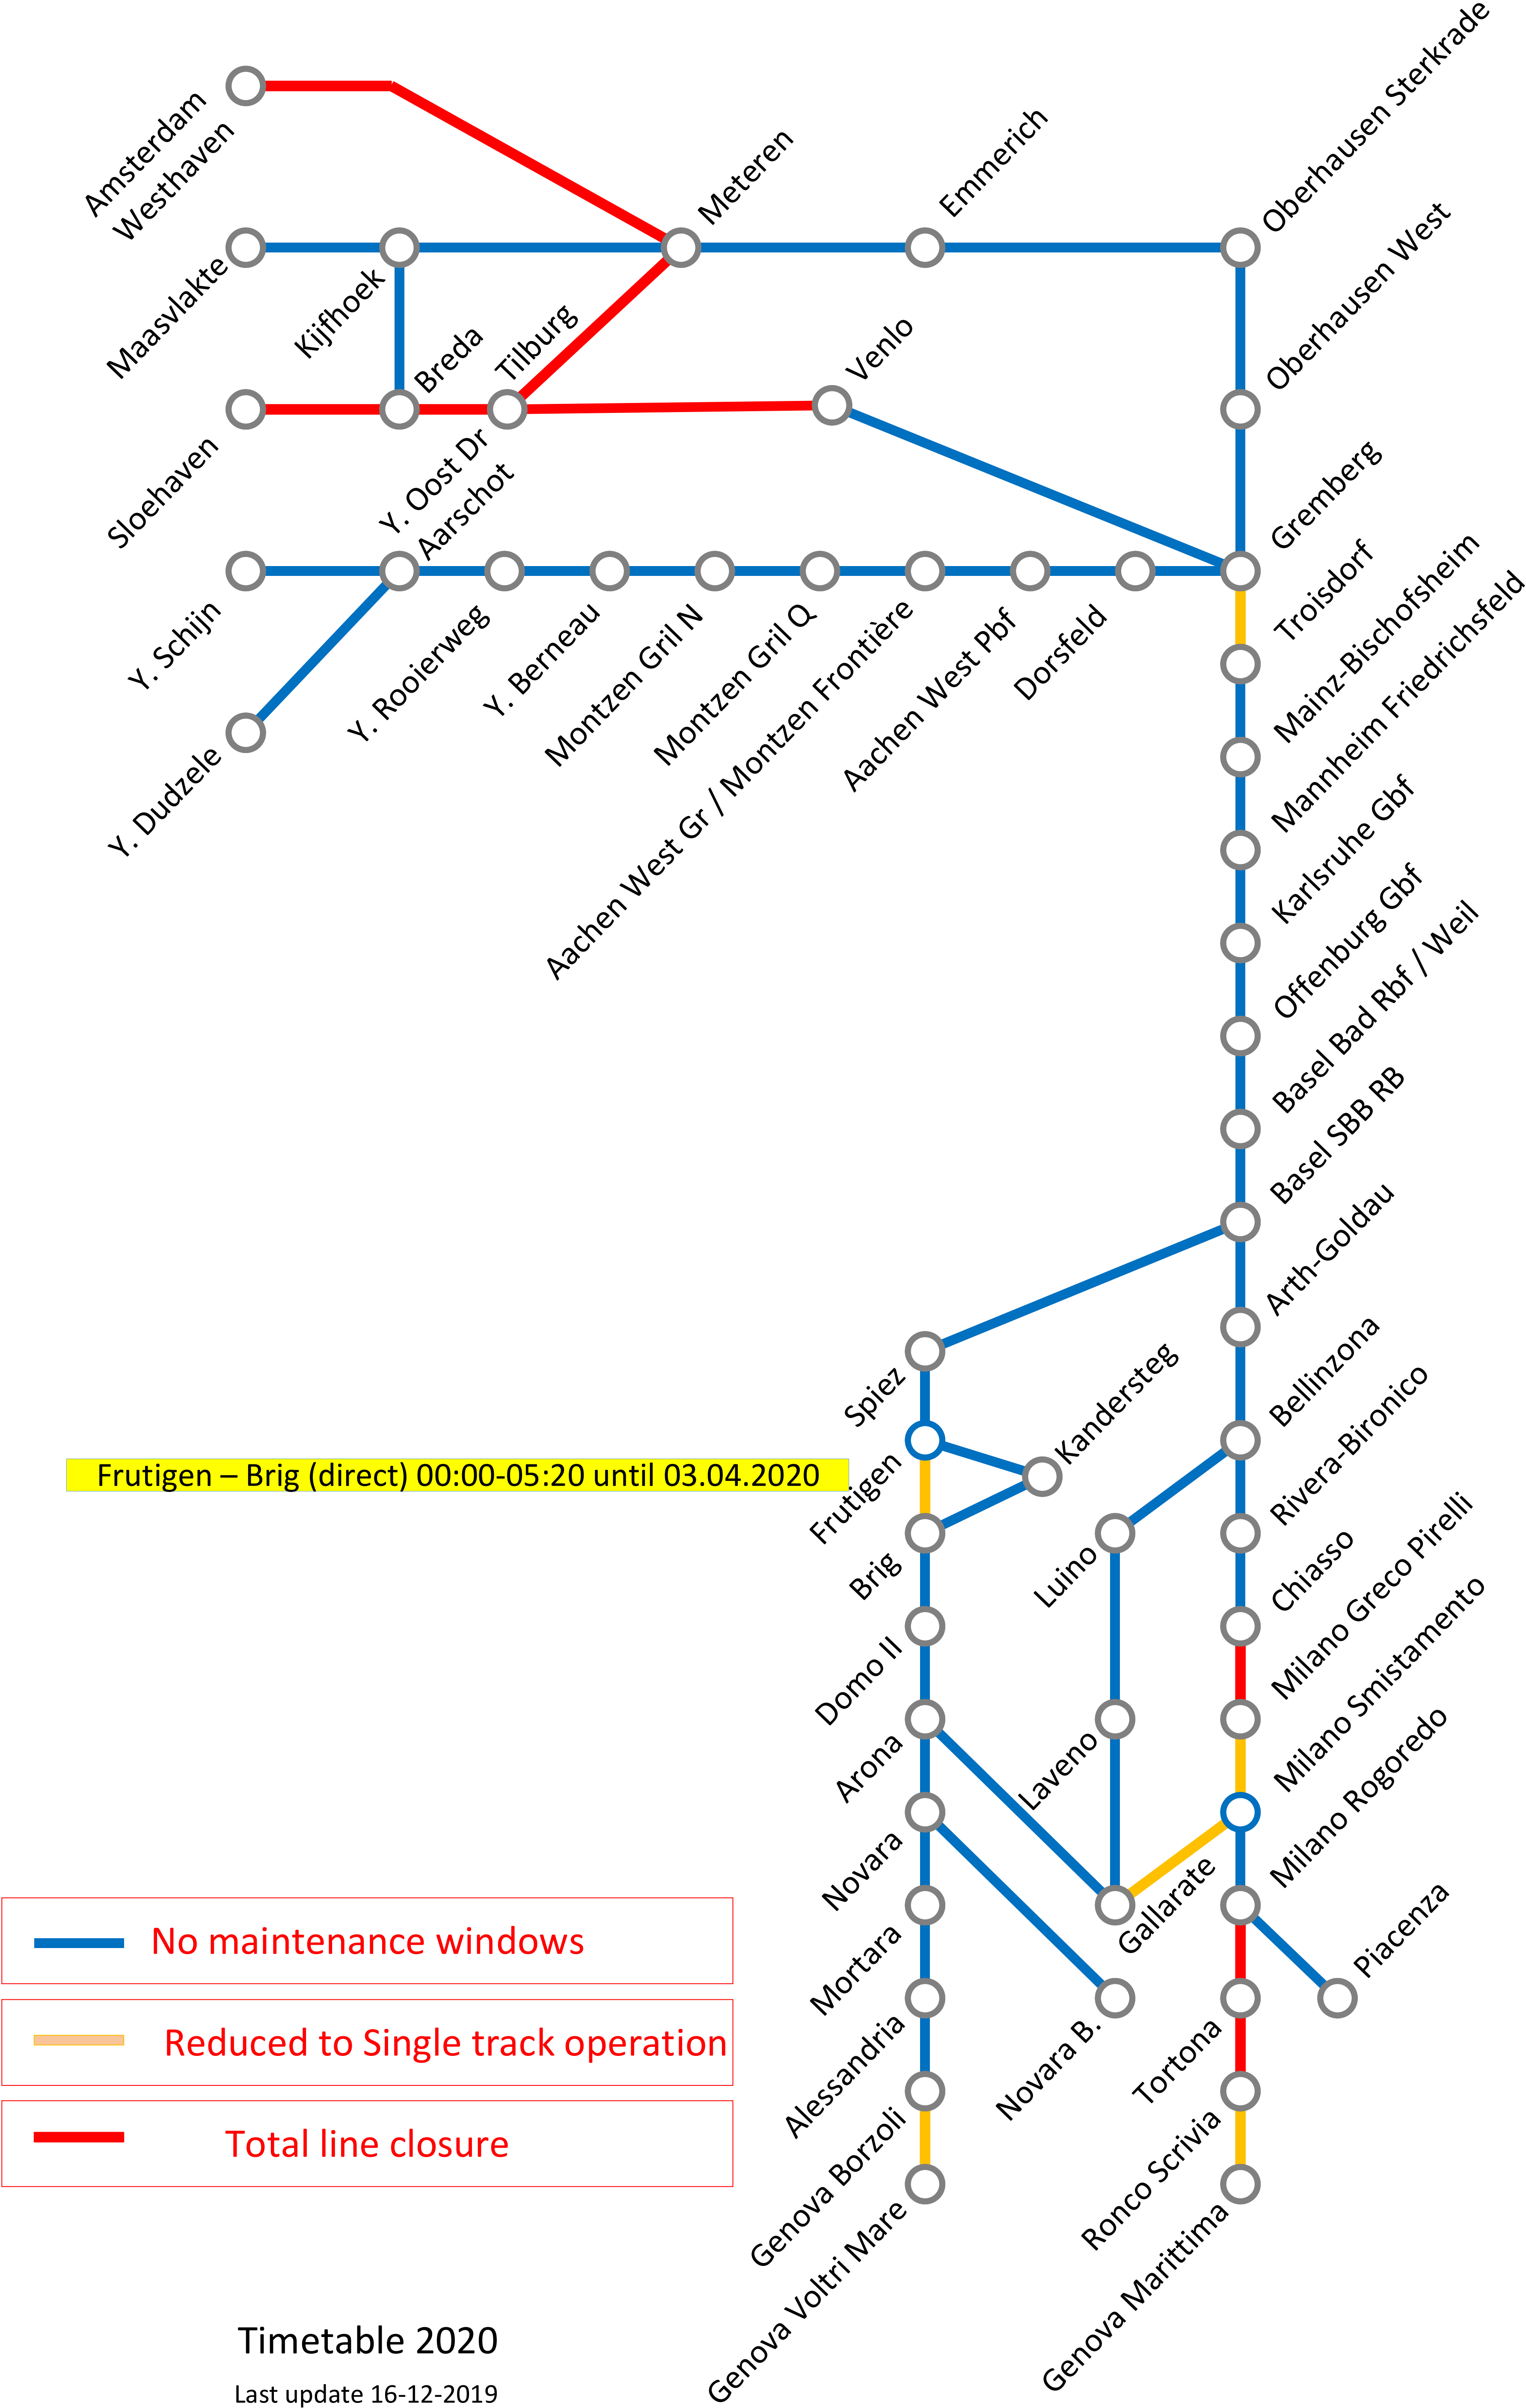 Amsterdam
Westhaven
Meteren
Emmerich
Oberhausen Sterkrade
Maasvlakte
Kijfhoek
Oberhausen West
Breda
Tilburg
Venlo
Sloehaven
Y. Oost Dr
Aarschot
Gremberg
Y. Schijn
Y. Rooierweg
Y. Berneau
Montzen Gril N
Montzen Gril Q
Aachen West Gr / Montzen Frontière
Aachen West Pbf
Dorsfeld
Troisdorf
Y. Dudzele
Mainz-Bischofsheim
Mannheim Friedrichsfeld
Karlsruhe Gbf
Offenburg Gbf
Basel Bad Rbf / Weil
Basel SBB RB
Arth-Goldau
Spiez
Kandersteg
Bellinzona
Frutigen – Brig (direct) 00:00-05:20 until 03.04.2020
Frutigen
Rivera-Bironico
Brig
Luino
Chiasso
Domo II
Milano Greco Pirelli
Arona
Laveno
Milano Smistamento
Novara
Gallarate
Milano Rogoredo
Mortara
Piacenza
Alessandria
Novara B.
Tortona
Genova Borzoli
Ronco Scrivia
Genova Voltri Mare
Genova Marittima
No maintenance windows
Reduced to Single track operation
Total line closure
Timetable 2020
Last update 16-12-2019